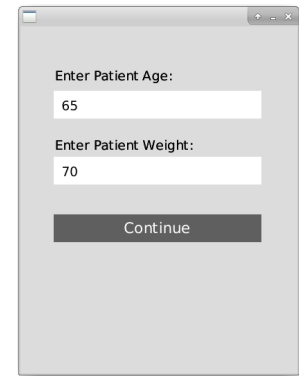 Enter Patient Age:
65
Enter Patient Weight:
70
Continue